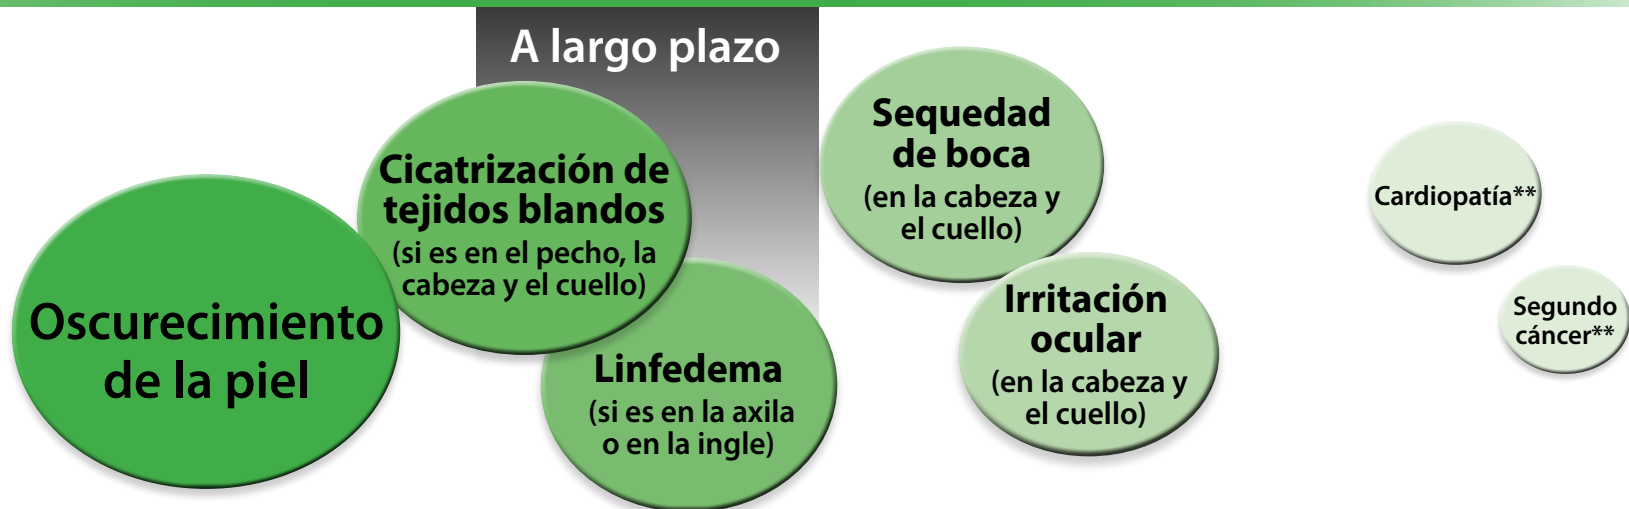 A largo plazo
Oscurecimiento
de la piel
Cicatrización de
tejidos blandos
(si es en el pecho, la
cabeza y el cuello)
Linfedema
(si es en la axila
o en la ingle)
Sequedad
de boca
(en la cabeza y
el cuello)
Irritación
ocular
(en la cabeza y
el cuello)
Cardiopatía**
Segundo
cáncer**